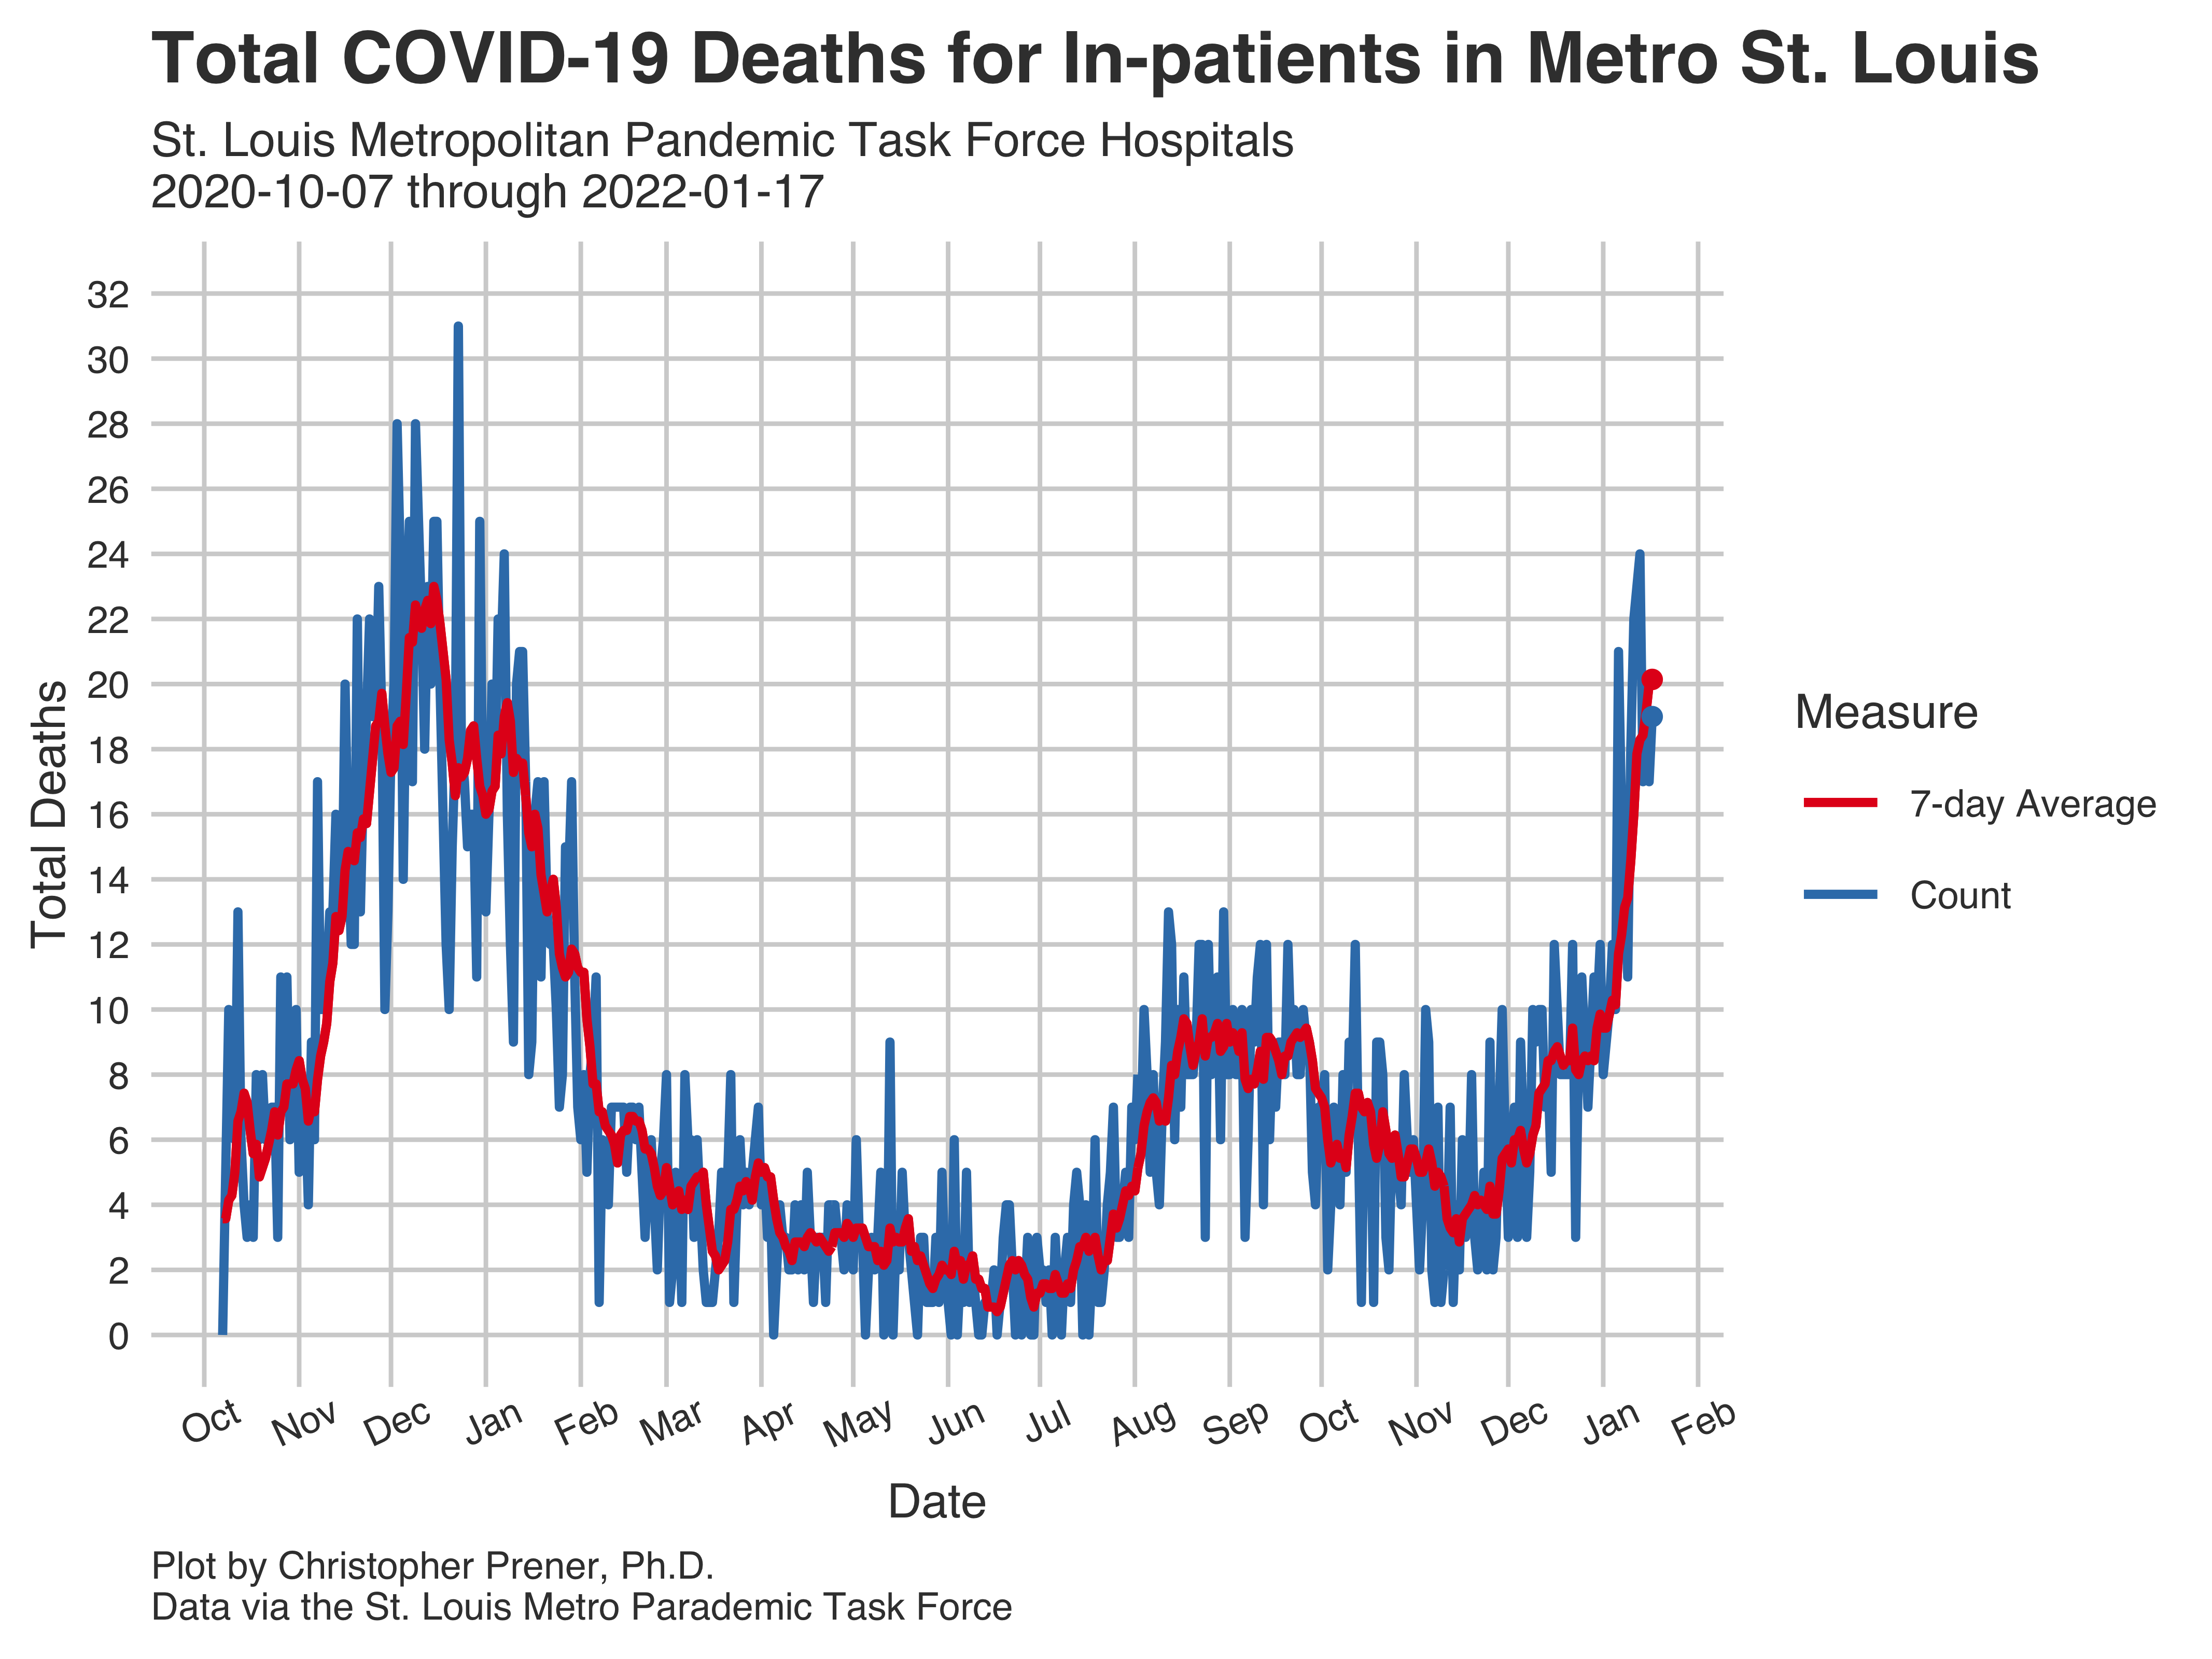 Total COVID-19 Deaths for In-patients in Metro St. Louis
St. Louis Metropolitan Pandemic Task Force Hospitals
2020-10-07 through 2022-01-17
32
30
28
26
24
22
20
18
16
14
12
10
8
6
4
2
0
Total Deaths
Oct Nov Dec Jan Feb Mar Apr May Jun Jul Aug Sep Oct Nov Dec Jan Feb
Date
Measure
7-day Average
Count
Plot by Christopher Prener, Ph.D.
Data via the St. Louis Metro Parademic Task Force